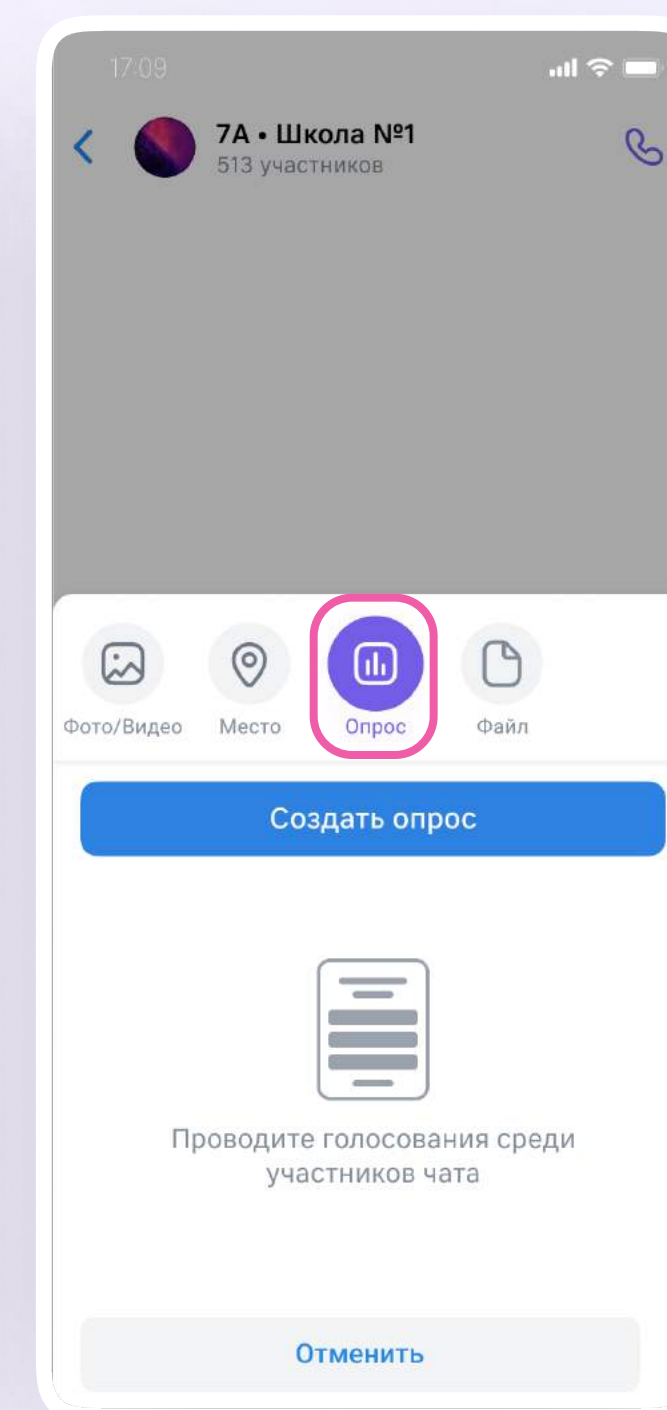 17:09
7А • Школа №1
513 участников
Фото/Видео Место Опрос Файл
Создать опрос
Проводите голосования среди
участников чата
Отменить